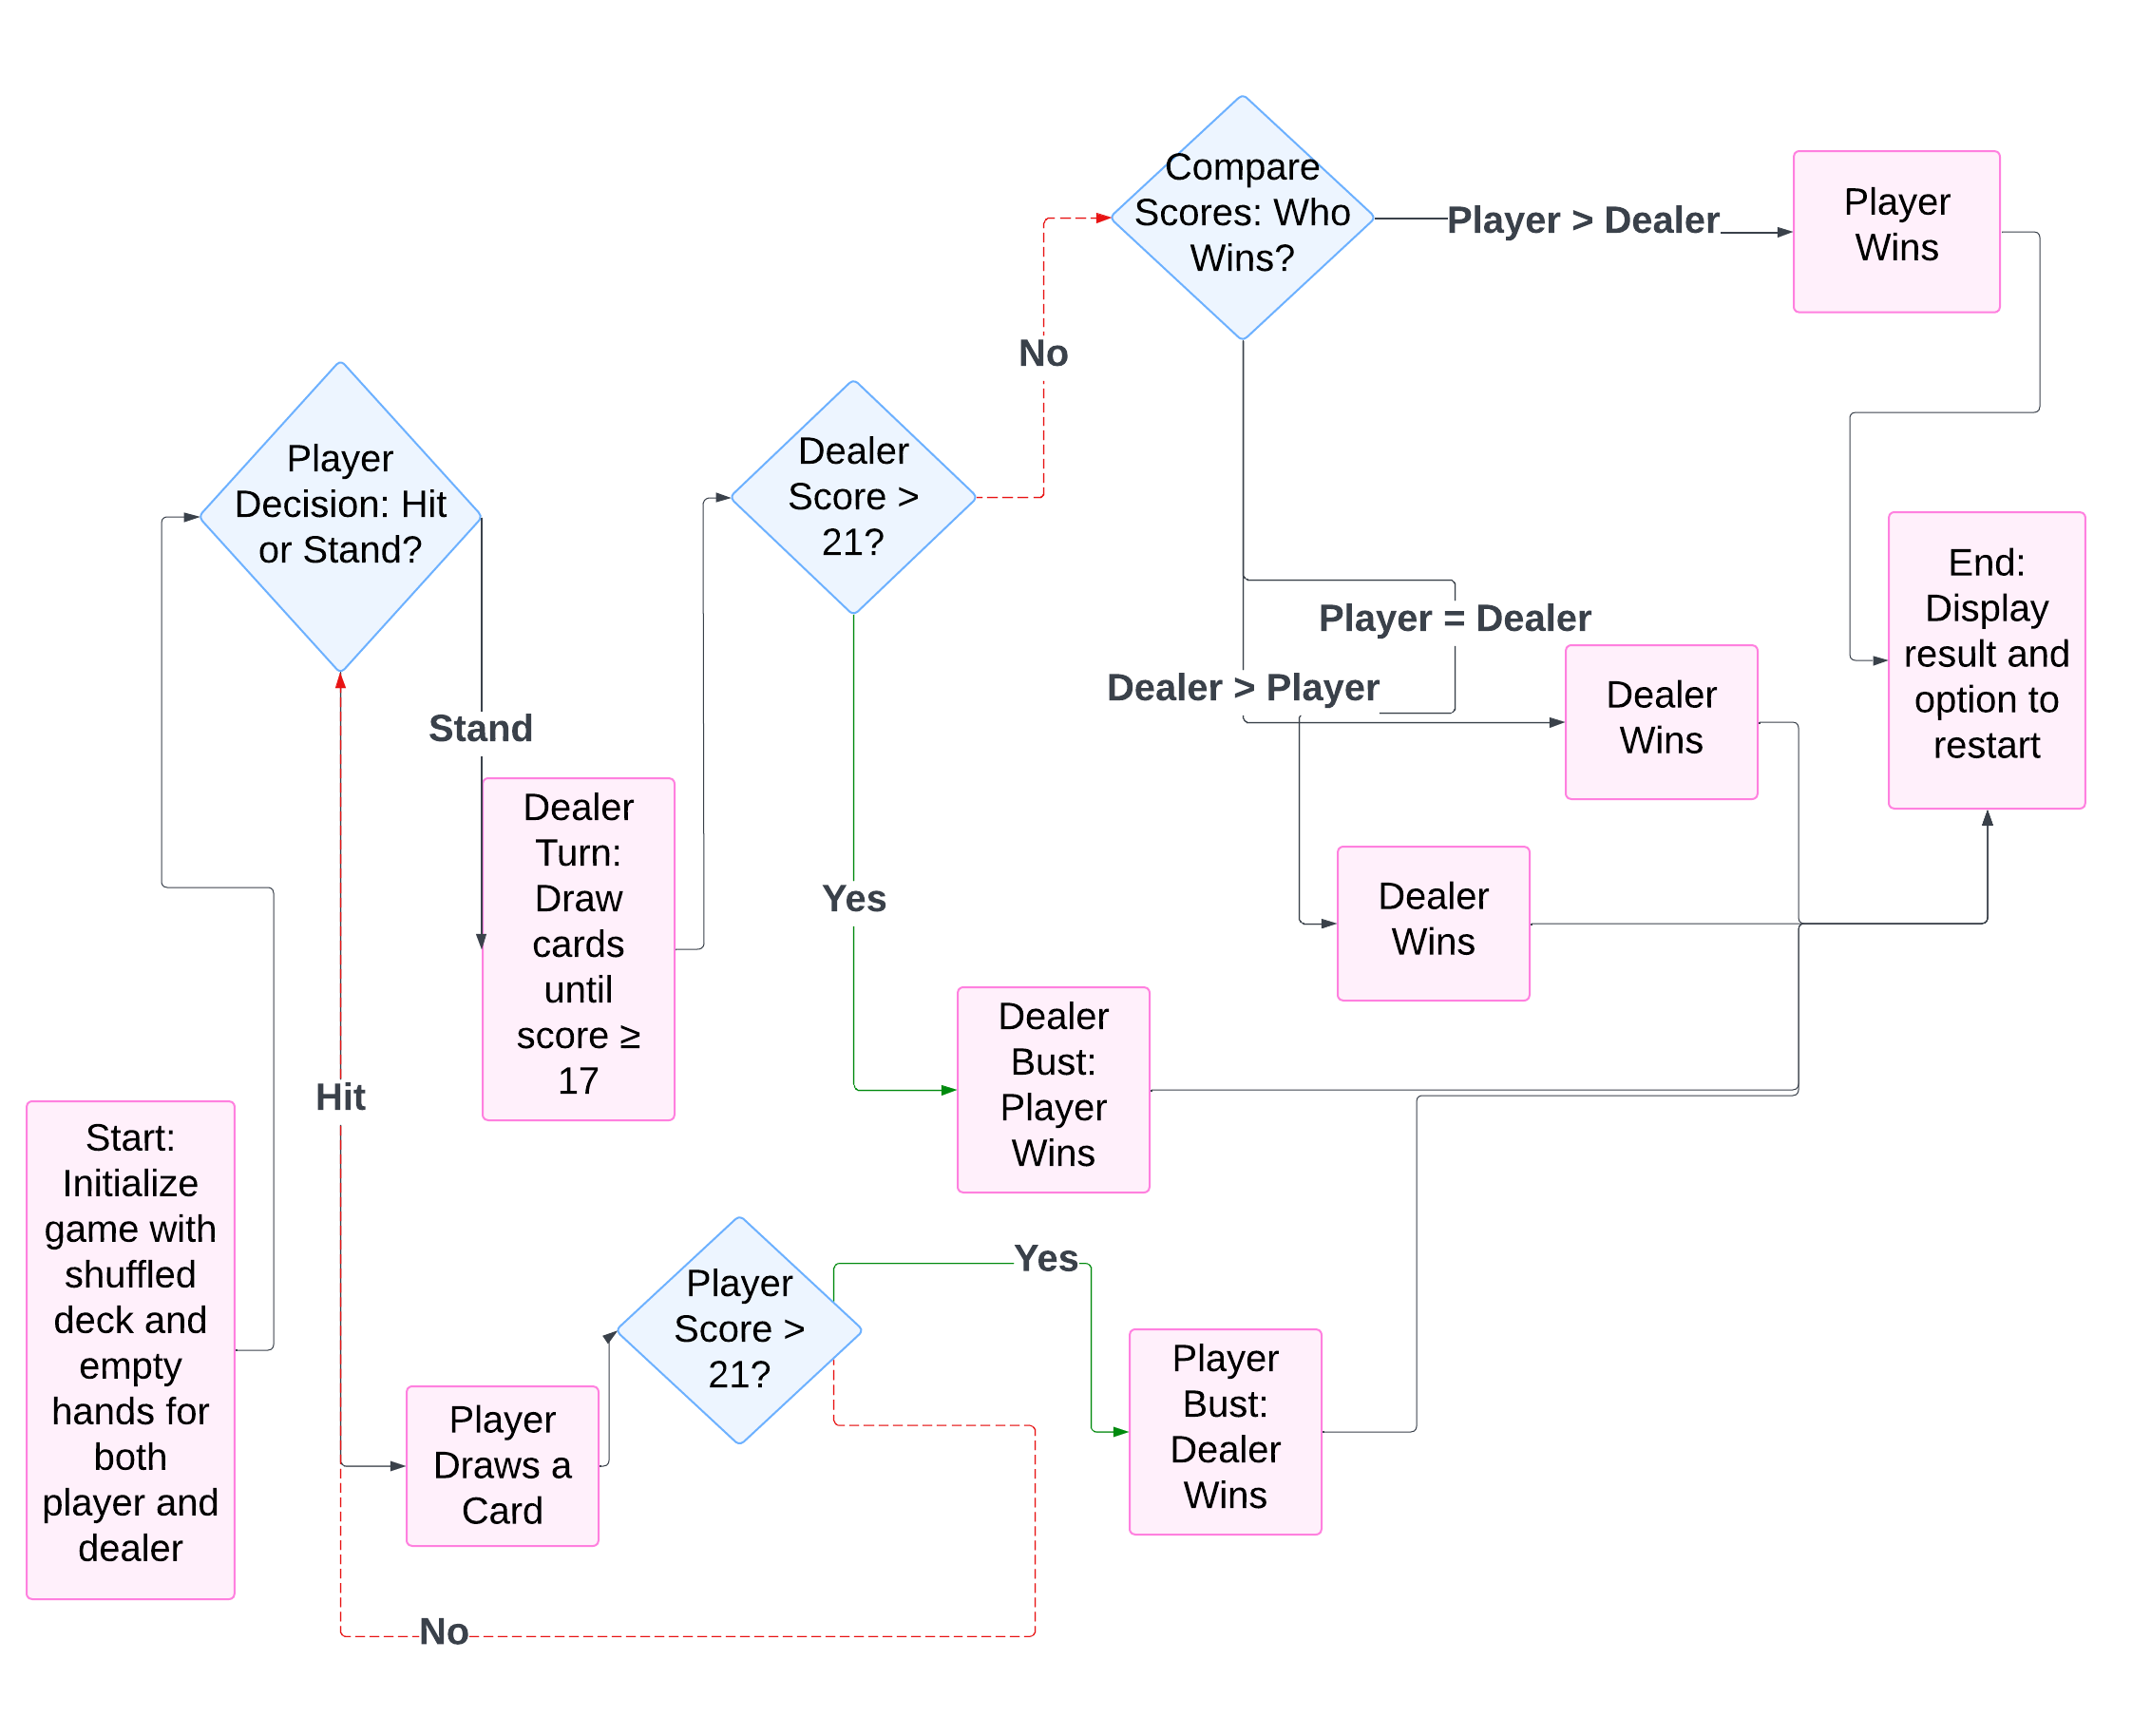 Compare
Scores: Who
Wins?
Player > Dealer
Player
Wins
No
Player
Decision: Hit
or Stand?
Dealer
Score >
21?
End:
Display
result and
option to
restart
Player = Dealer
Dealer > Player
Dealer
Wins
Stand
Dealer
Turn:
Draw
cards
until
score ≥
17
Yes
Dealer
Wins
Dealer
Bust:
Player
Wins
Hit
Start:
Initialize
game with
shuffled
deck and
empty
hands for
both
player and
dealer
Player
Score >
21?
Yes
Player
Bust:
Dealer
Wins
Player
Draws a
Card
No